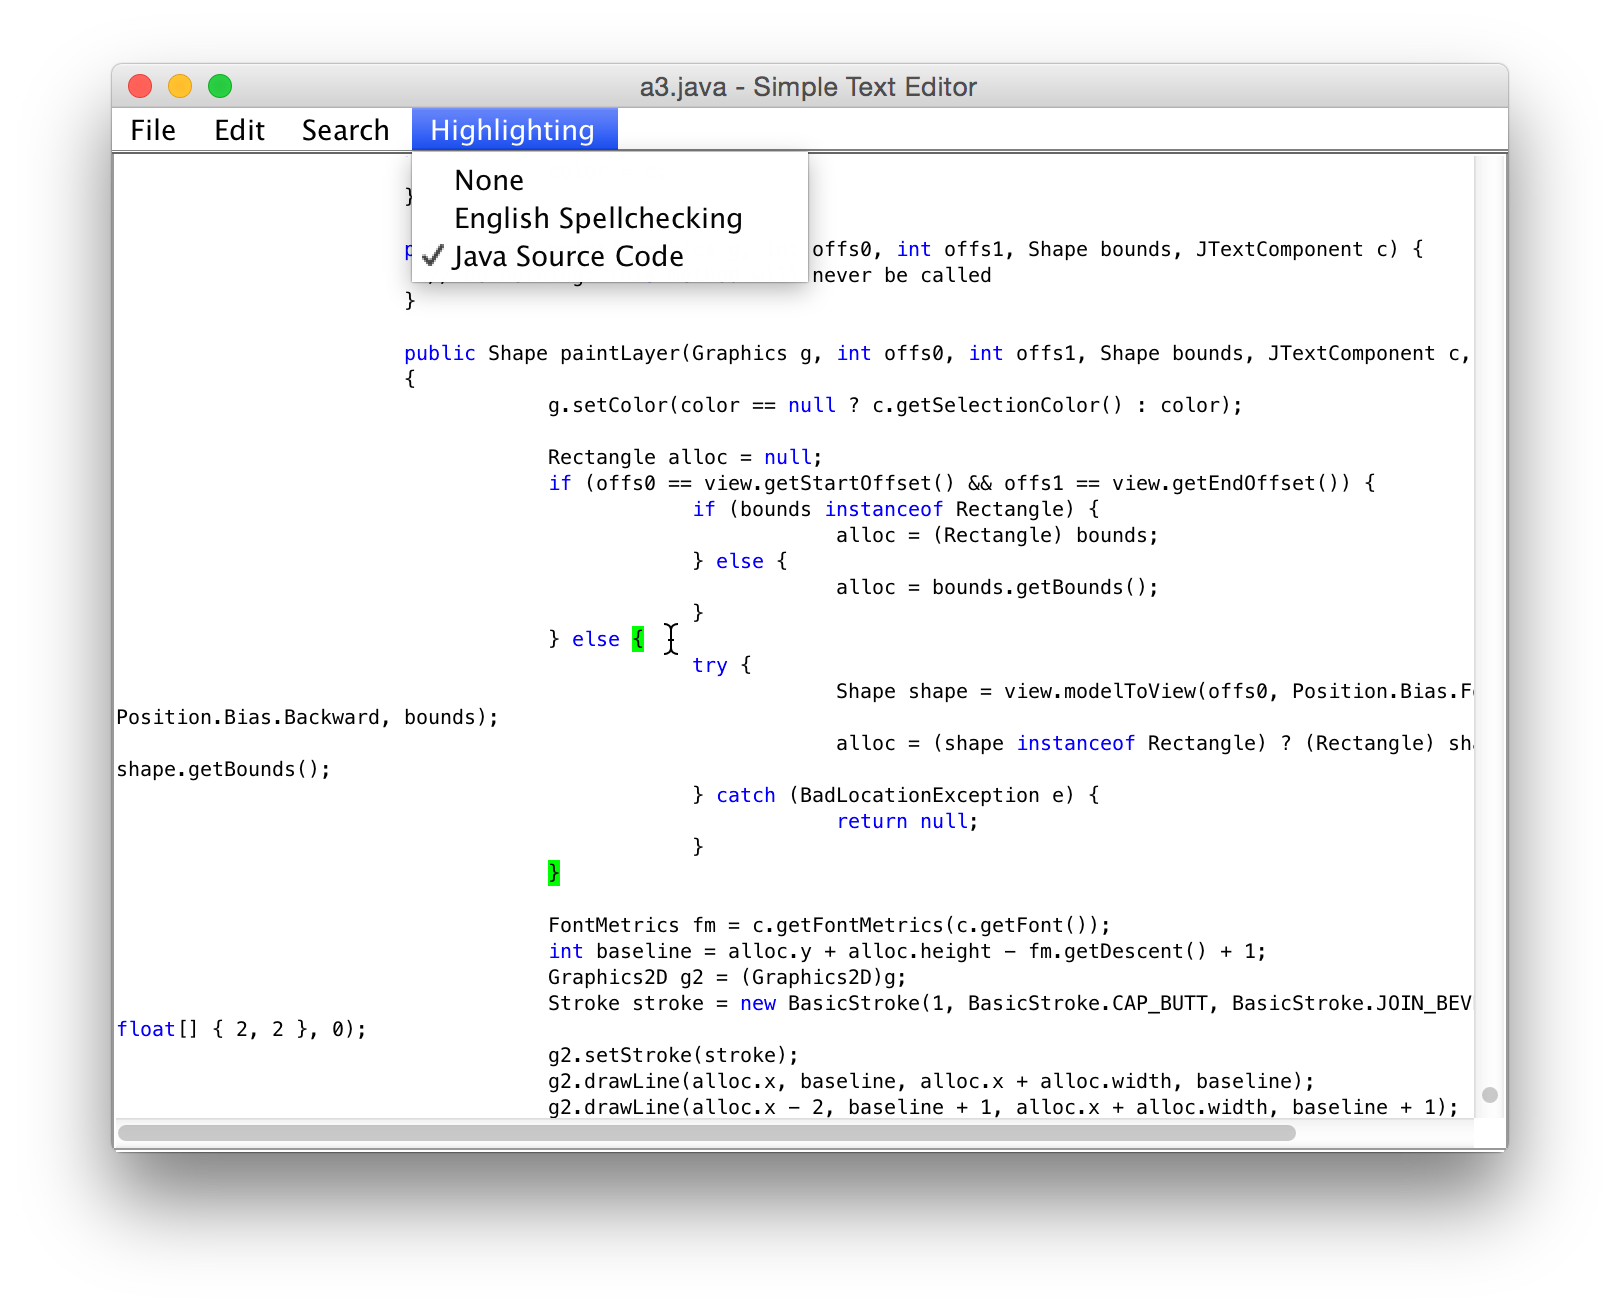 a3.java - Simple Text Editor
File Edit Search Highlighting
None
English Spellchecking
✓ Java Source Code
}
offs0, int offs1, Shape bounds, JTextComponent c) {
never be called
}
public Shape paintLayer(Graphics g, int offs0, int offs1, Shape bounds, JTextComponent c,
{
g.setColor(color == null ? c.getSelectionColor() : color);
Rectangle alloc = null;
if (offs0 == view.getStartOffset() && offs1 == view.getEndOffset()) {
if (bounds instanceof Rectangle) {
alloc = (Rectangle) bounds;
} else {
alloc = bounds.getBounds();
}
} else {
try {
Shape shape = view.modelToView(offs0, Position.Bias.Fo
Position.Bias.Backward, bounds);
alloc = (shape instanceof Rectangle) ? (Rectangle) sha
shape.getBounds();
} catch (BadLocationException e) {
return null;
}
}
FontMetrics fm = c.getFontMetrics(c.getFont());
int baseline = alloc.y + alloc.height - fm.getDescent() + 1;
Graphics2D g2 = (Graphics2D)g;
Stroke stroke = new BasicStroke(1, BasicStroke.CAP_BUTT, BasicStroke.JOIN_BEV
float[] { 2, 2 }, 0);
g2.setStroke(stroke);
g2.drawLine(alloc.x, baseline, alloc.x + alloc.width, baseline);
g2.drawLine(alloc.x - 2, baseline + 1, alloc.x + alloc.width, baseline + 1);